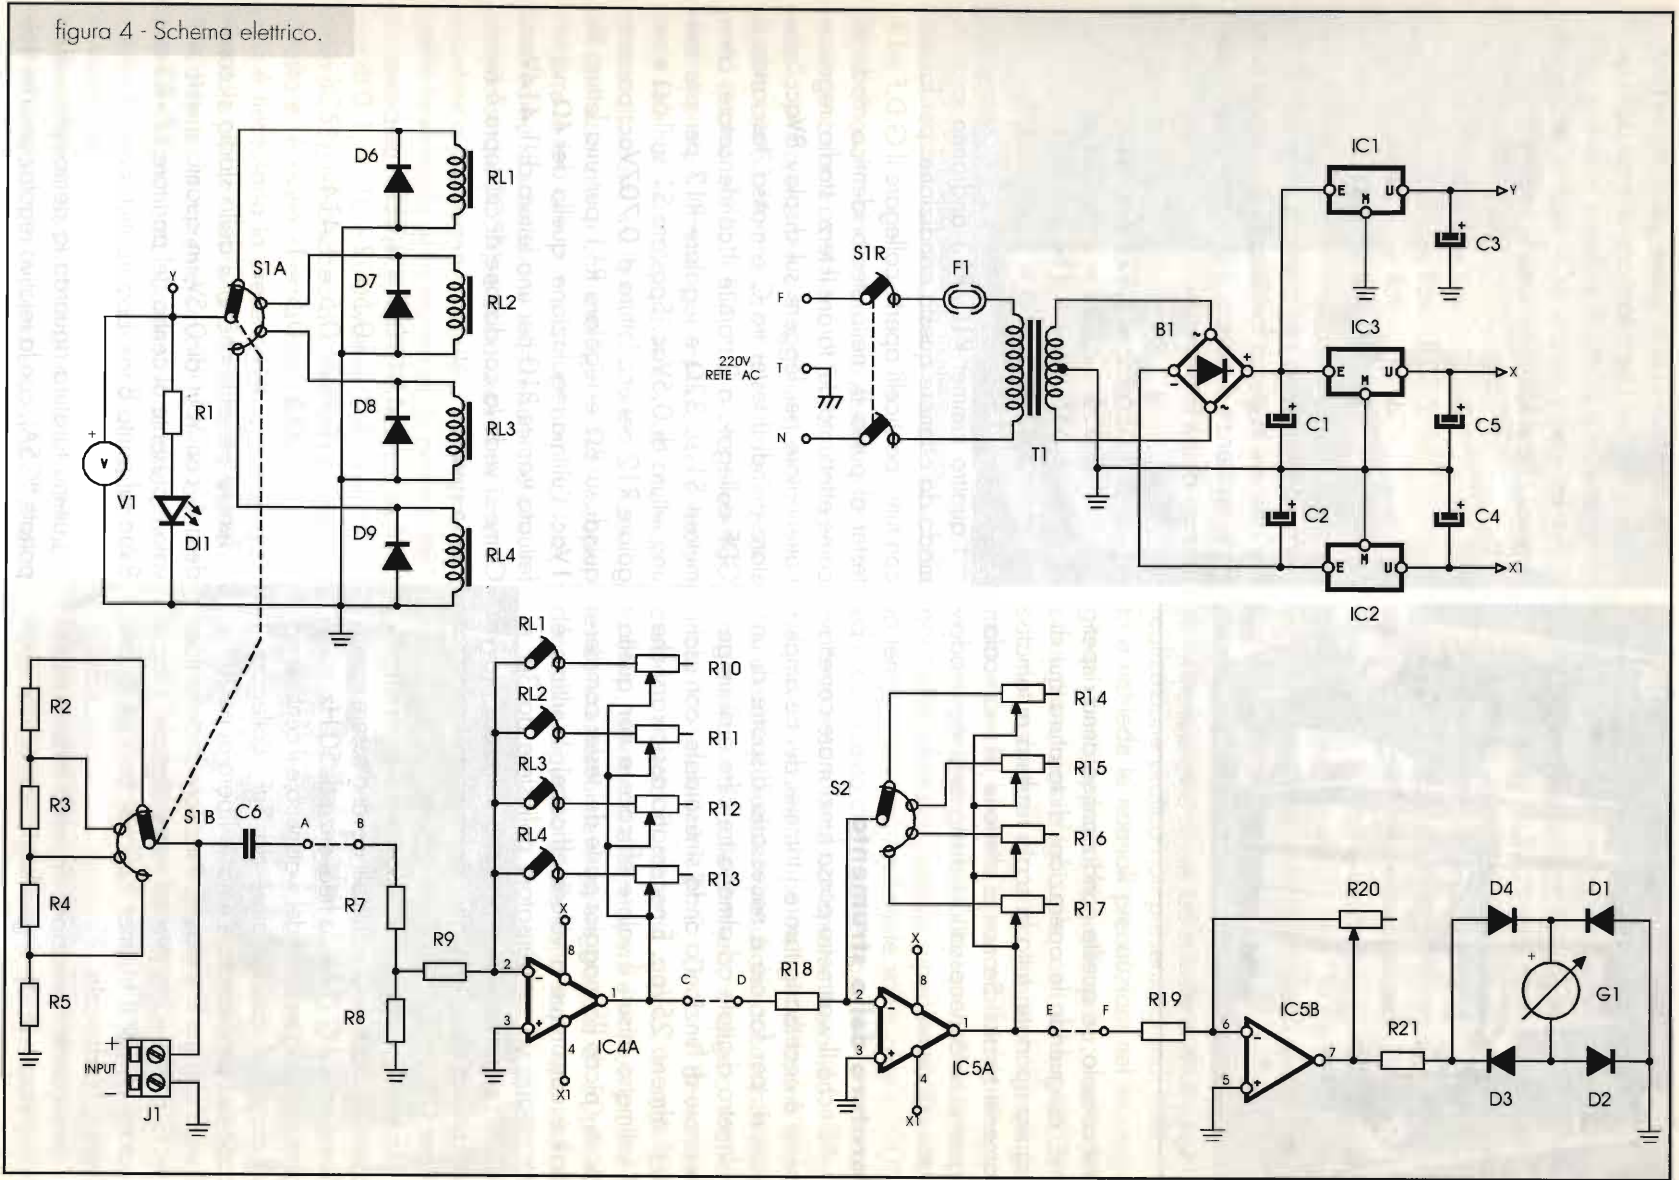 figura 4 - Schema elettrico.
D6
RL1
S1A
D7
RL2
Y
R1
D8
RL3
+
V
V1
DI1
D9
RL4
IC1
E
M
U
Y
+
C3
S1R
F1
F
220V
RETE AC
T
N
T1
B1
~
+
-
~
IC3
E
M
U
X
+
C1
+
C5
+
C2
+
C4
E
M
U
X1
IC2
R2
R3
R4
R5
S1B
C6
A
B
+
INPUT
-
J1
R7
R8
R9
RL1
R10
RL2
R11
RL3
R12
RL4
R13
X
8
2
-
3
+
1
4
X1
IC4A
C
D
R18
S2
R14
R15
R16
R17
X
8
2
-
3
+
1
4
X1
IC5A
E
F
R19
R20
6
-
5
+
7
IC5B
R21
D4
D1
+
G1
D3
D2